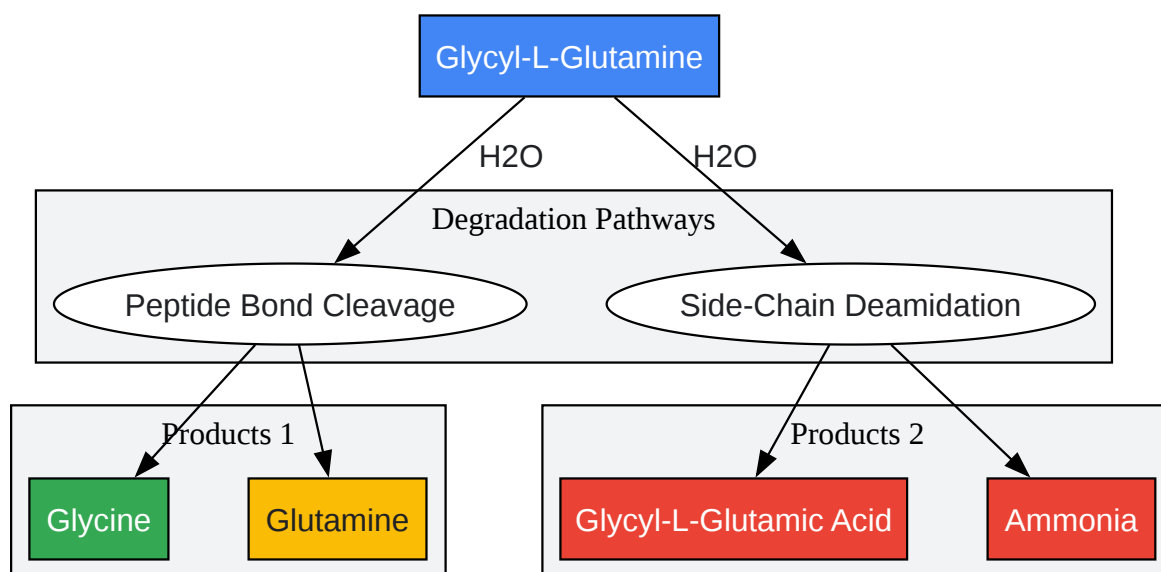 Glycyl-L-Glutamine
H2O
H2O
Degradation Pathways
Peptide Bond Cleavage
Side-Chain Deamidation
Products 1
Products 2
Glycine
Glutamine
Glycyl-L-Glutamic Acid
Ammonia